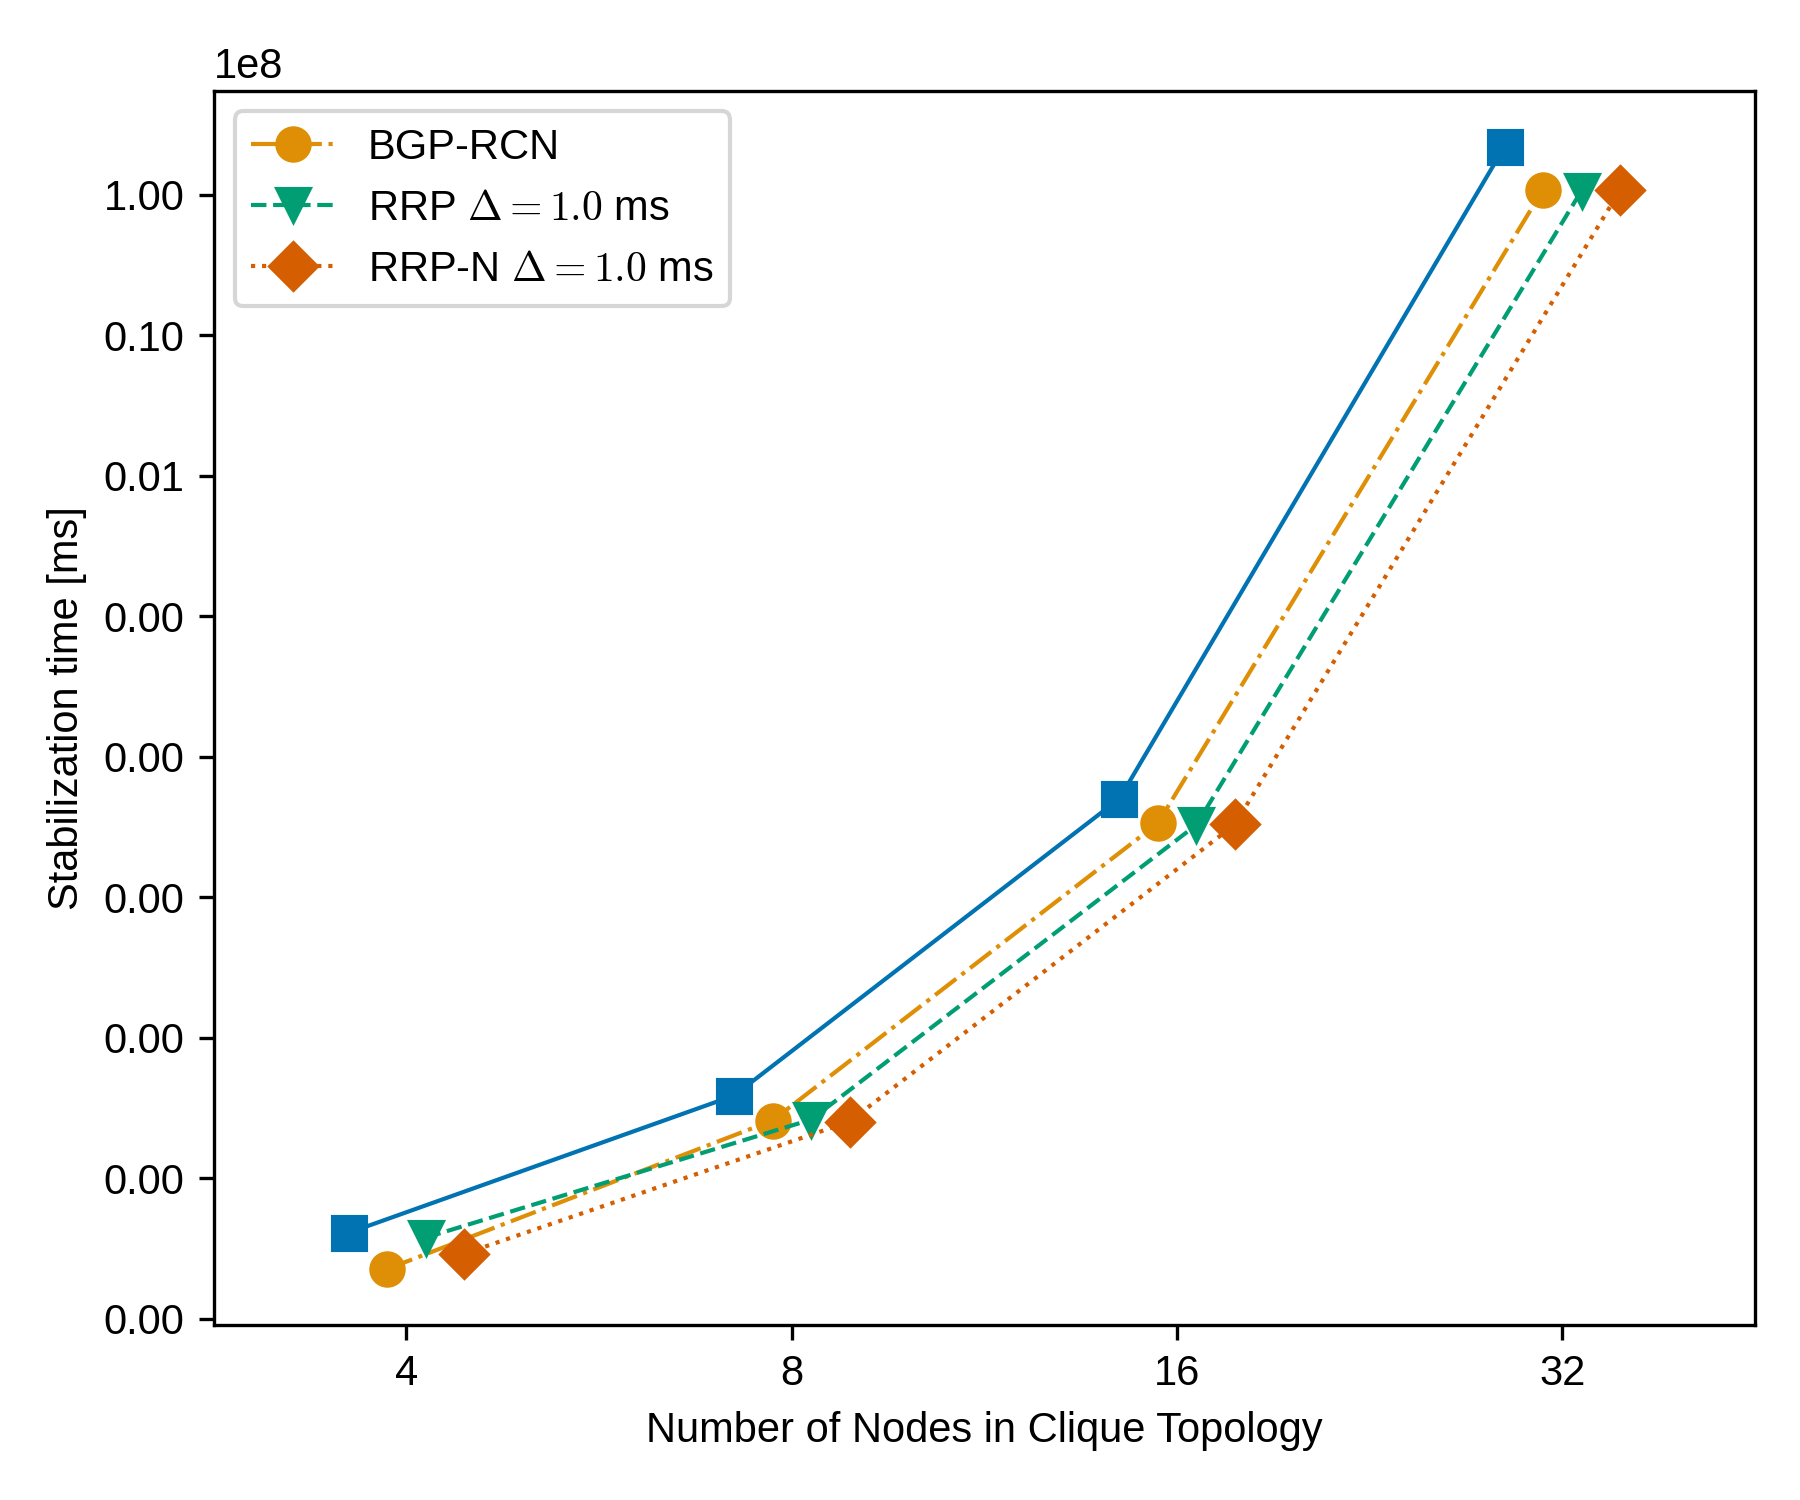 1e8
BGP-RCN
RRP Δ = 1.0 ms
RRP-N Δ = 1.0 ms
Stabilization time [ms]
1.00
0.10
0.01
0.00
0.00
0.00
0.00
0.00
0.00
4 8 16 32
Number of Nodes in Clique Topology